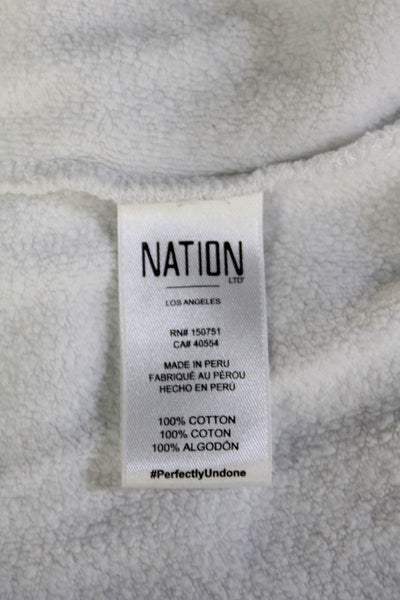 NATION
LTD
LOS ANGELES
RN# 150751
CA# 40554
MADE IN PERU
FABRIQUÉ AU PÉROU
HECHO EN PERÚ
100% COTTON
100% COTON
100% ALGODÓN
#PerfectlyUndone